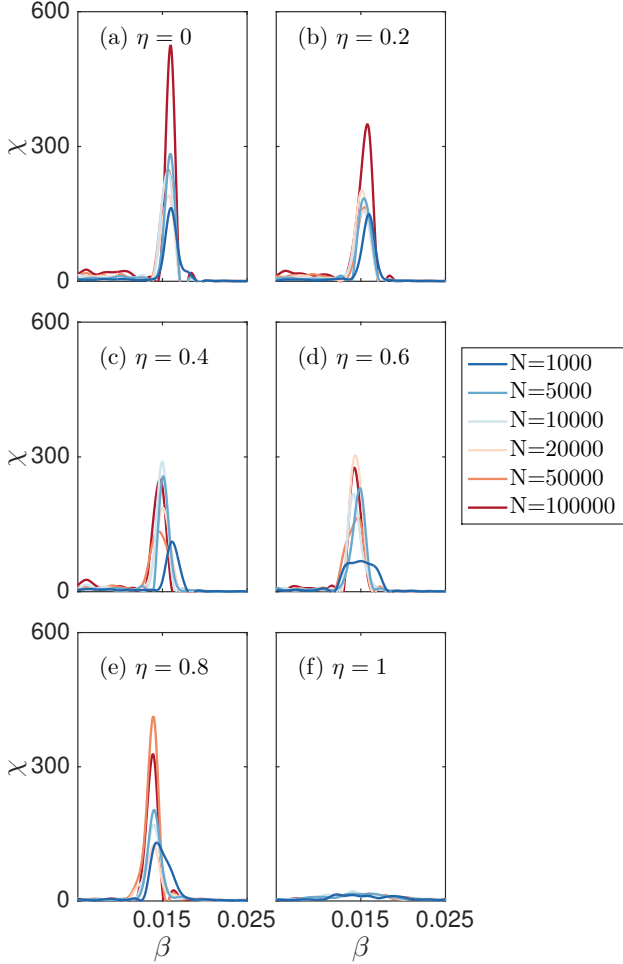 600
(a) η = 0
(b) η = 0.2
χ
300
0
600
(c) η = 0.4
(d) η = 0.6
χ
300
0
N=1000
N=5000
N=10000
N=20000
N=50000
N=100000
600
(e) η = 0.8
(f) η = 1
χ
300
0
0.015
0.025
0.015
0.025
β
β